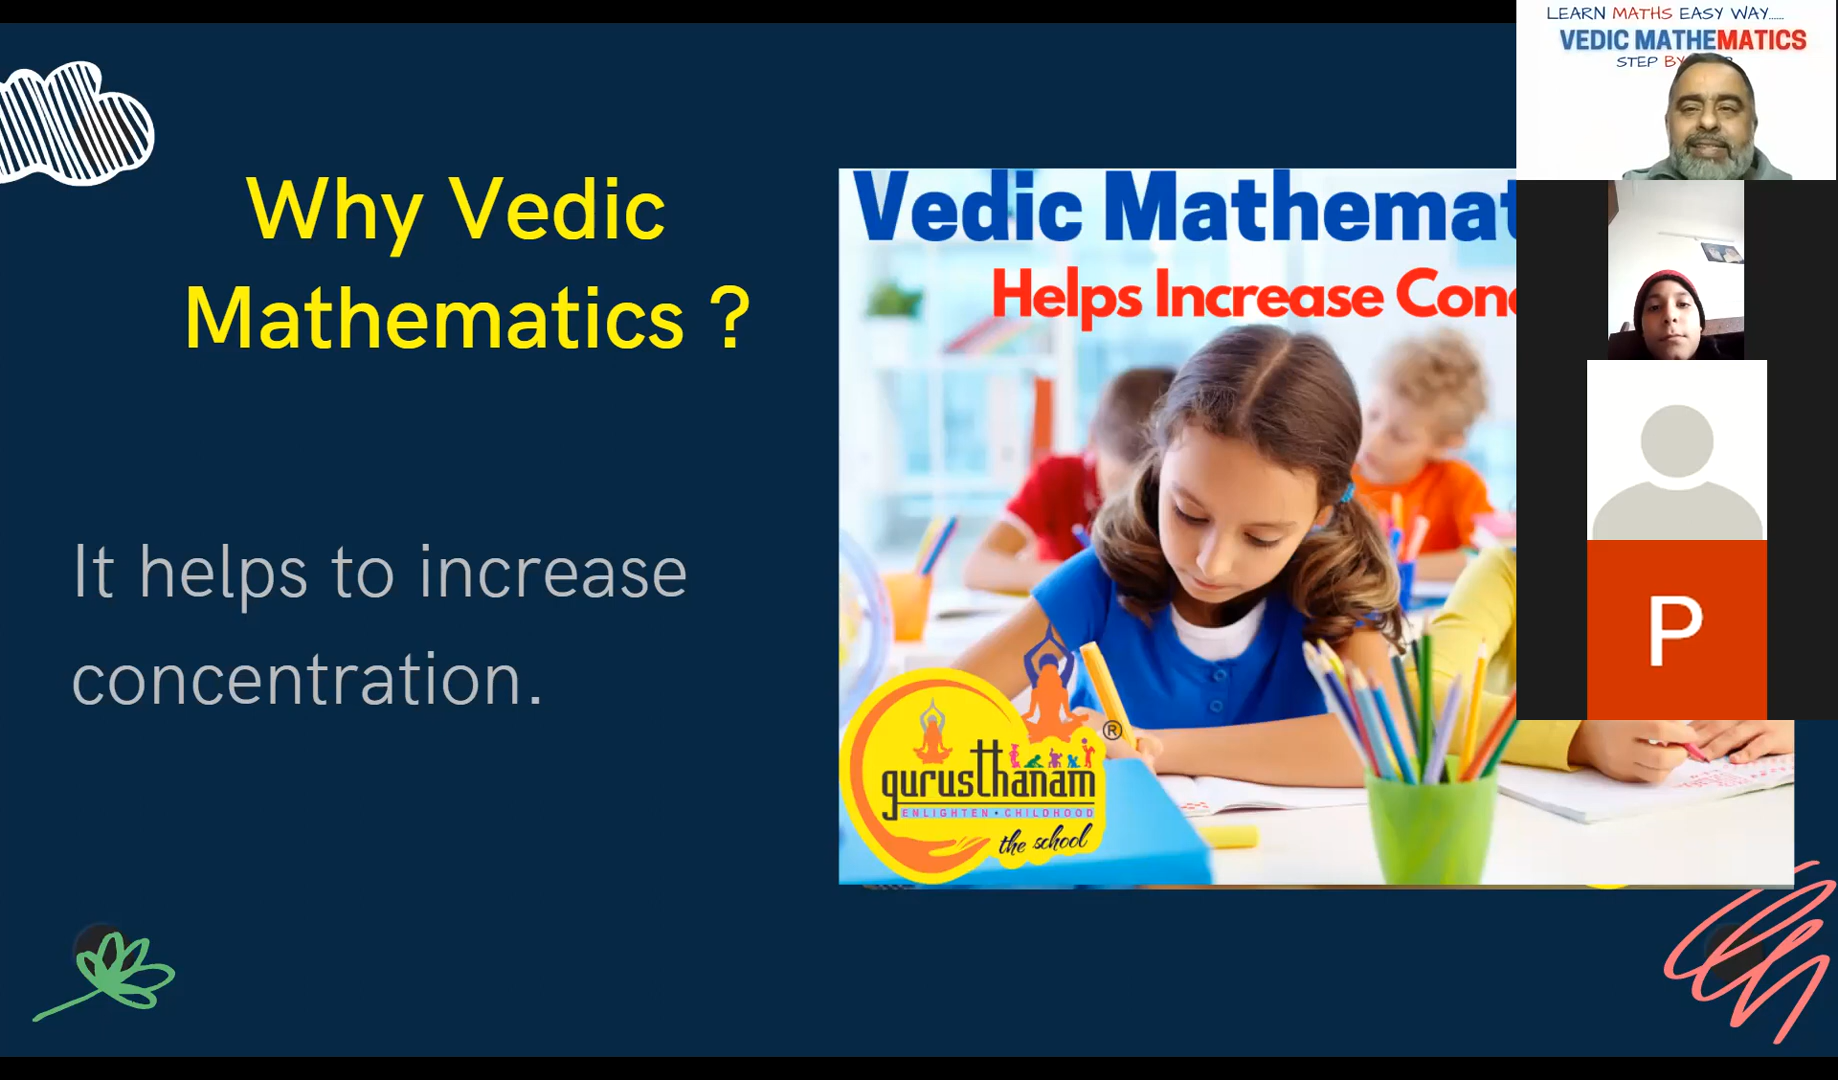 Why Vedic
Mathematics ?
It helps to increase
concentration.
Vedic Mathemat
Helps Increase Conc
gurusthanam
®
ENLIGHTEN • CHILDHOOD
the school
LEARN MATHS EASY WAY......
VEDIC MATHEMATICS
STEP BY
P